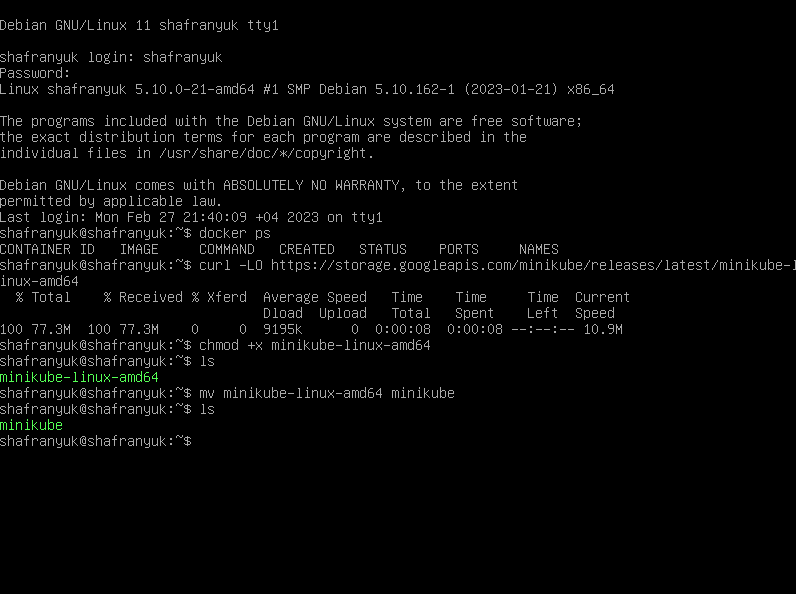 Debian GNU/Linux 11 shafranyuk tty1
shafranyuk login: shafranyuk
Password:
Linux shafranyuk 5.10.0-21-amd64 #1 SMP Debian 5.10.162-1 (2023-01-21) x86_64
The programs included with the Debian GNU/Linux system are free software;
the exact distribution terms for each program are described in the
individual files in /usr/share/doc/*/copyright.
Debian GNU/Linux comes with ABSOLUTELY NO WARRANTY, to the extent
permitted by applicable law.
Last login: Mon Feb 27 21:40:09 +04 2023 on tty1
shafranyuk@shafranyuk:~$ docker ps
CONTAINER ID   IMAGE     COMMAND   CREATED   STATUS    PORTS     NAMES
shafranyuk@shafranyuk:~$ curl -LO https://storage.googleapis.com/minikube/releases/latest/minikube-l
inux-amd64
  % Total    % Received % Xferd  Average Speed   Time    Time     Time  Current
                                 Dload  Upload   Total   Spent    Left  Speed
100 77.3M  100 77.3M    0     0  9195k      0  0:00:08  0:00:08 --:--:-- 10.9M
shafranyuk@shafranyuk:~$ chmod +x minikube-linux-amd64
shafranyuk@shafranyuk:~$ ls
minikube-linux-amd64
shafranyuk@shafranyuk:~$ mv minikube-linux-amd64 minikube
shafranyuk@shafranyuk:~$ ls
minikube
shafranyuk@shafranyuk:~$